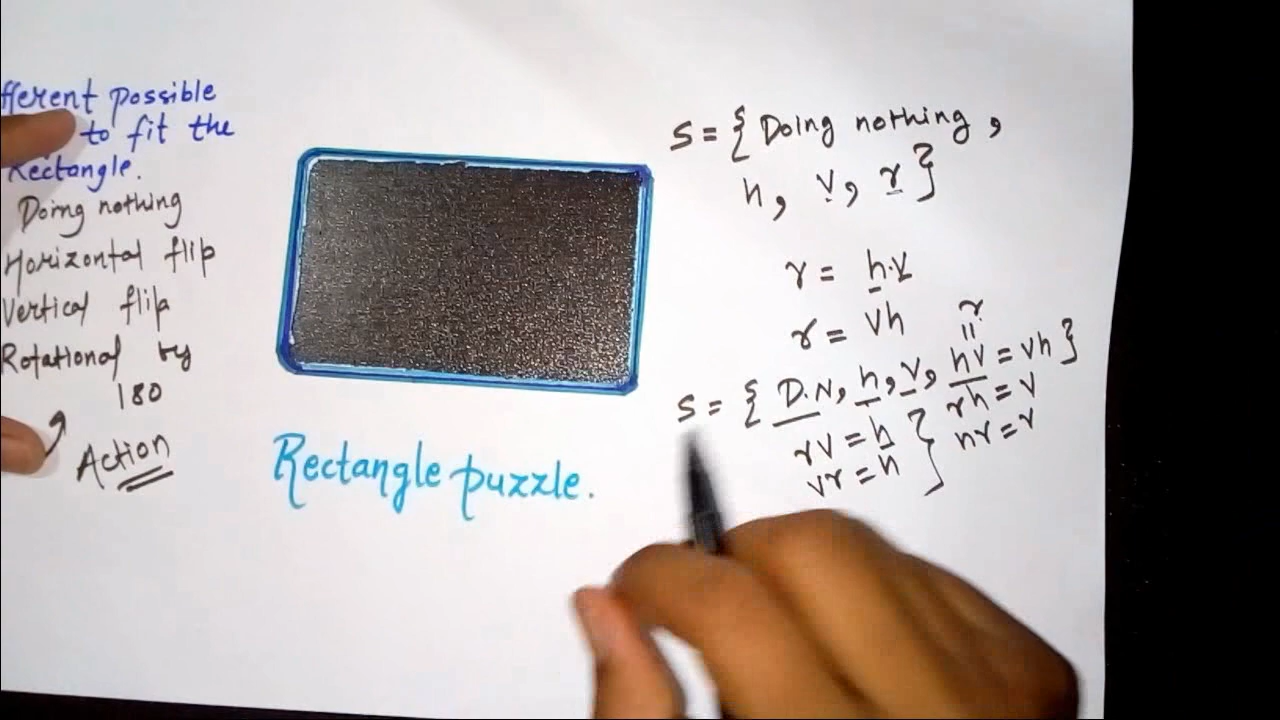 fferent possible
to fit the
Rectangle.
Doing nothing
Horizontal flip
Vertical flip
Rotational by
180
Action
Rectangle puzzle.
S = { Doing nothing ,
h, v, r }
r = h.v
r = vh
r
=
S = { D.N, h, v, hv = vh }
rv = h } rh = v
vr = h hr = v